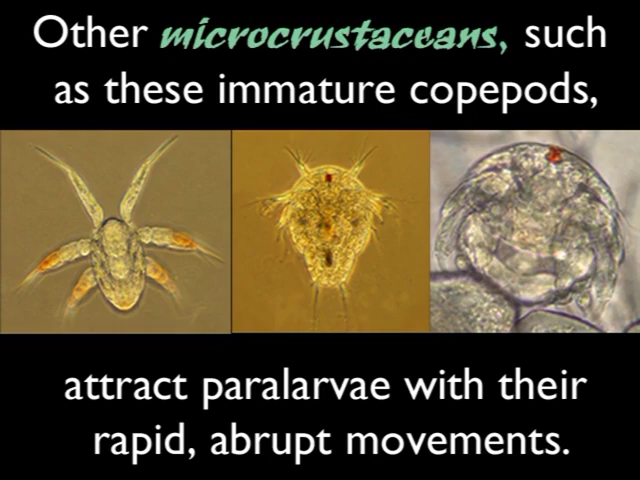 Other microcrustaceans, such
as these immature copepods,
attract paralarvae with their
rapid, abrupt movements.